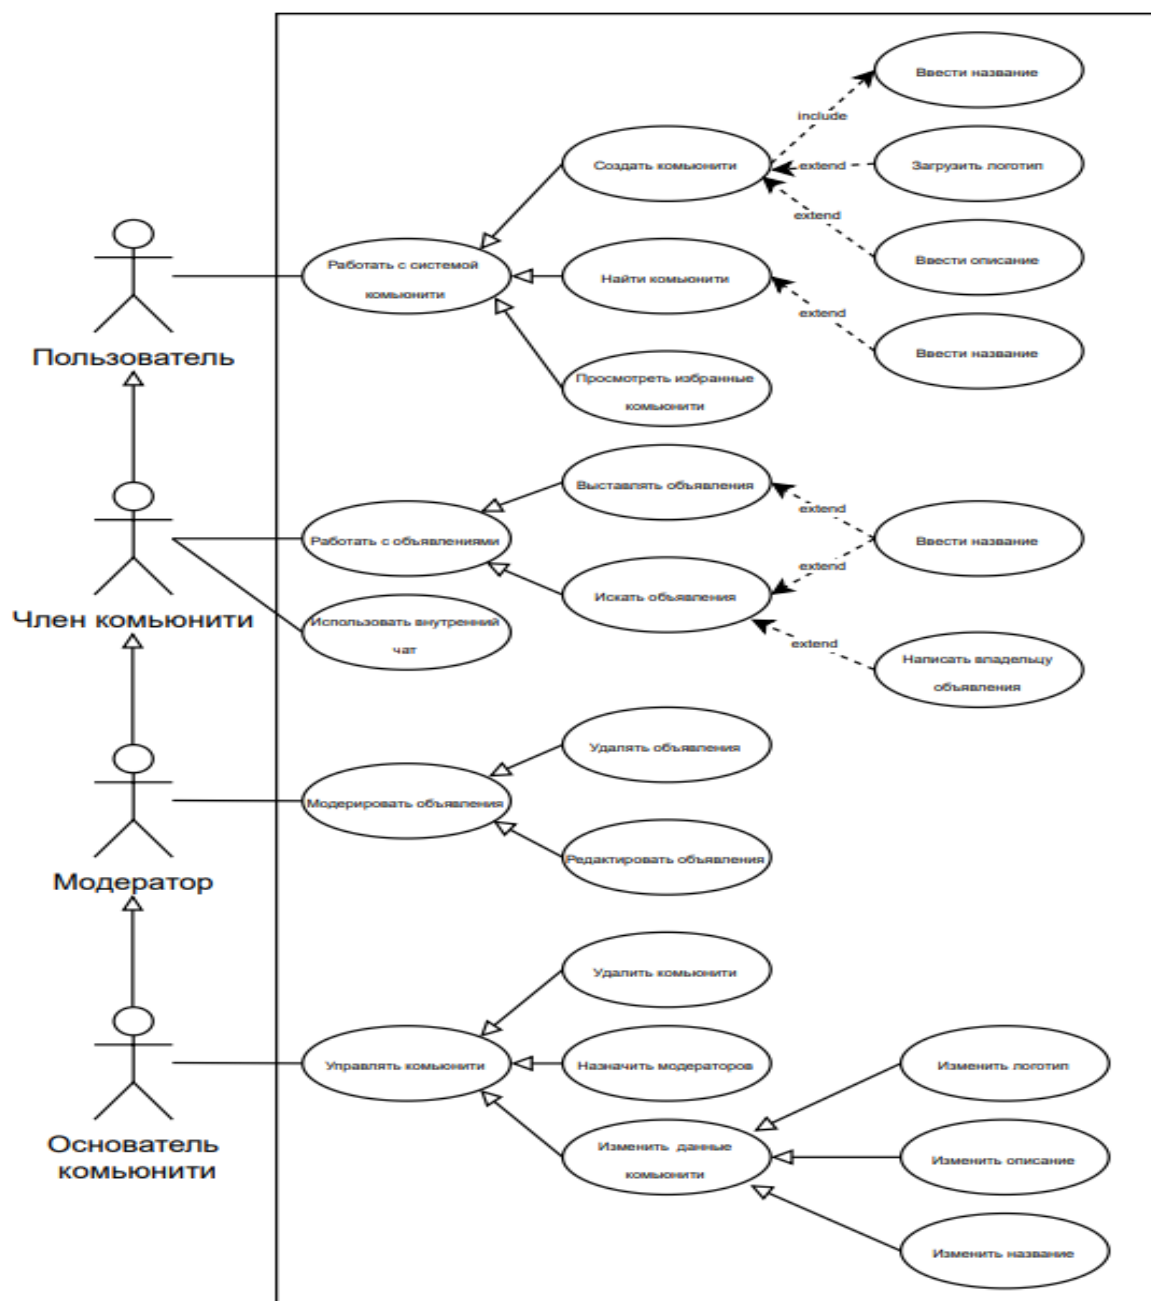 Ввести название
include
Создать комьюнити
extend
Загрузить логотип
extend
Работать с системой
комьюнити
Найти комьюнити
Ввести описание
extend
Пользователь
Ввести название
Просмотреть избранные
комьюнити
Выставлять объявления
extend
Работать с объявлениями
Ввести название
extend
Искать объявления
Член комьюнити
Использовать внутренний
чат
extend
Написать владельцу
объявления
Удалять объявления
Модерировать объявления
Редактировать объявления
Модератор
Удалить комьюнити
Управлять комьюнити
Назначить модераторов
Изменить логотип
Основатель
комьюнити
Изменить данные
комьюнити
Изменить описание
Изменить название